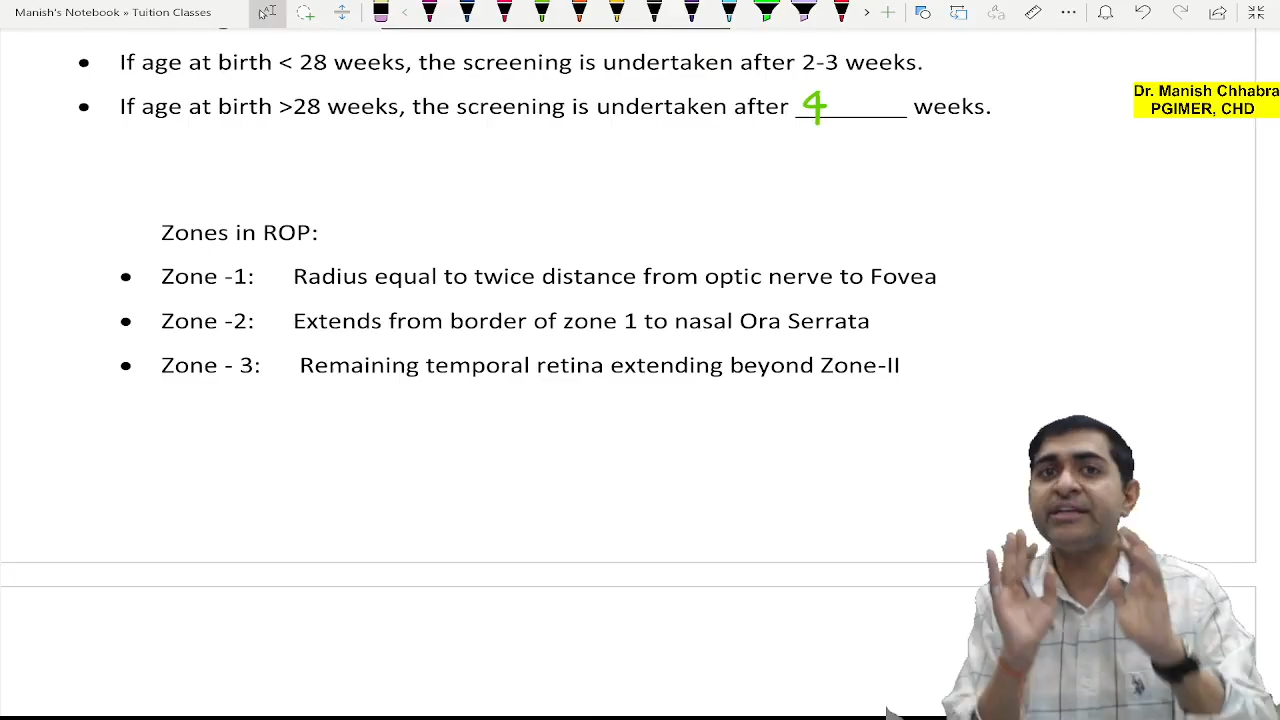 Manish's Notebook » Tuition Classes
• If age at birth < 28 weeks, the screening is undertaken after 2-3 weeks.
• If age at birth >28 weeks, the screening is undertaken after 4 weeks.
Dr. Manish Chhabra
PGIMER, CHD
Zones in ROP:
• Zone -1: Radius equal to twice distance from optic nerve to Fovea
• Zone -2: Extends from border of zone 1 to nasal Ora Serrata
• Zone - 3: Remaining temporal retina extending beyond Zone-II